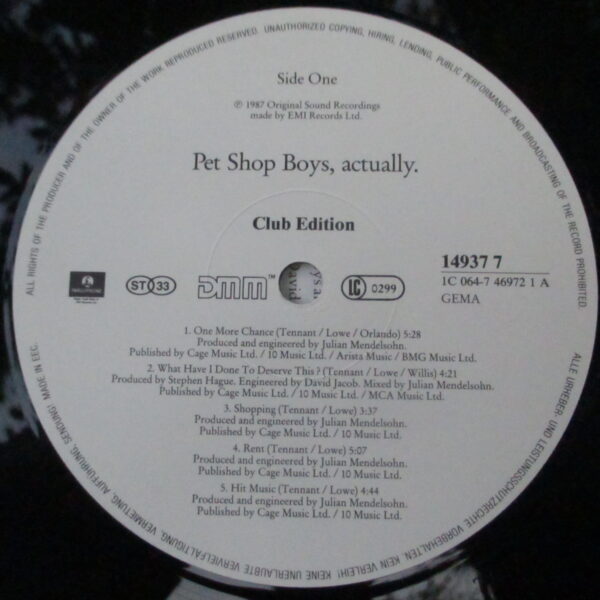 ALL RIGHTS OF THE PRODUCER AND OF THE OWNER OF THE WORK REPRODUCED RESERVED. UNAUTHORIZED COPYING, HIRING, LENDING, PUBLIC PERFORMANCE AND BROADCASTING OF THE RECORD PROHIBITED.
Side One
℗ 1987 Original Sound Recordings
made by EMI Records Ltd.
Pet Shop Boys, actually.
Club Edition
PARLOPHONE
ST 33
DMM™
LC 0299
14937 7
1C 064-7 46972 1 A
GEMA
1. One More Chance (Tennant / Lowe / Orlando) 5:28
Produced and engineered by Julian Mendelsohn.
Published by Cage Music Ltd. / 10 Music Ltd. / Arista Music / BMG Music Ltd.
2. What Have I Done To Deserve This? (Tennant / Lowe / Willis) 4:21
Produced by Stephen Hague. Engineered by David Jacob. Mixed by Julian Mendelsohn.
Published by Cage Music Ltd. / 10 Music Ltd. / MCA Music Ltd.
3. Shopping (Tennant / Lowe) 3:37
Produced and engineered by Julian Mendelsohn.
Published by Cage Music Ltd. / 10 Music Ltd.
4. Rent (Tennant / Lowe) 5:07
Produced and engineered by Julian Mendelsohn.
Published by Cage Music Ltd. / 10 Music Ltd.
5. Hit Music (Tennant / Lowe) 4:44
Produced and engineered by Julian Mendelsohn.
Published by Cage Music Ltd. / 10 Music Ltd.
ALLE URHEBER- UND LEISTUNGSSCHUTZRECHTE VORBEHALTEN. KEIN VERLEIH! KEINE UNERLAUBTE VERVIELFÄLTIGUNG, VERMIETUNG, AUFFÜHRUNG, SENDUNG! MADE IN EEC.